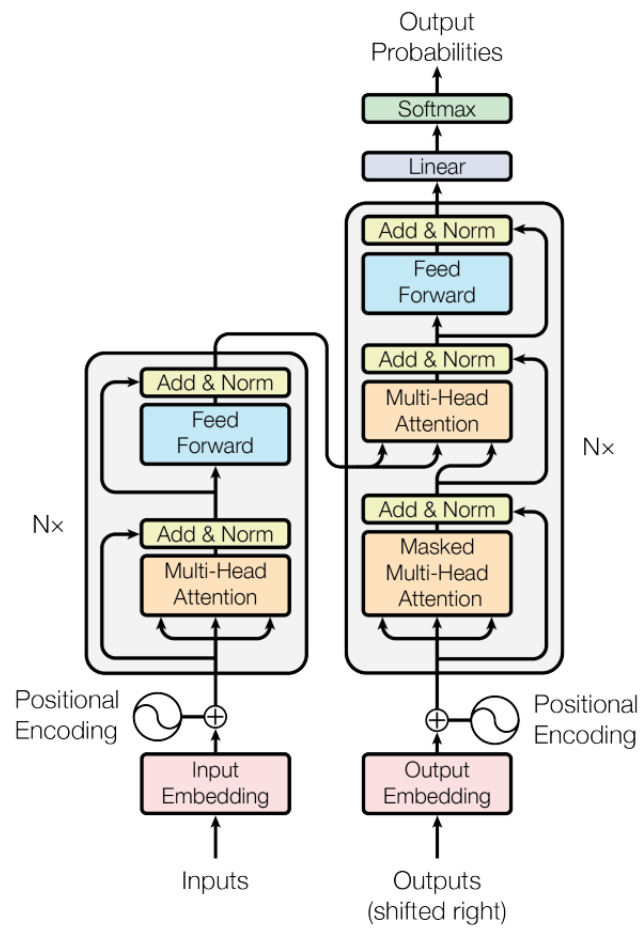 Output
Probabilities
Softmax
Linear
Add & Norm
Feed
Forward
Add & Norm
Multi-Head
Attention
Add & Norm
Masked
Multi-Head
Attention
Nx
Positional
Encoding
Output
Embedding
Outputs
(shifted right)
Add & Norm
Feed
Forward
Add & Norm
Multi-Head
Attention
N×
Positional
Encoding
Input
Embedding
Inputs